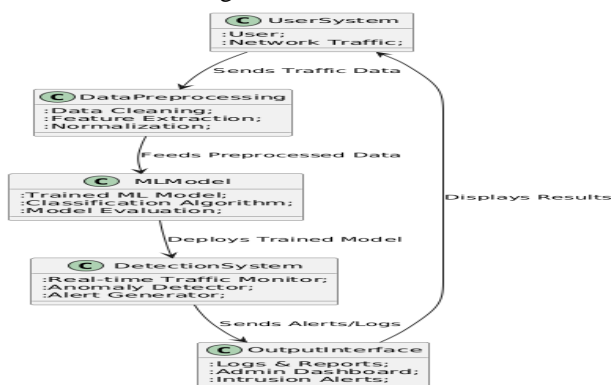 C UserSystem
:User;
:Network Traffic;
Sends Traffic Data
C DataPreprocessing
:Data Cleaning;
:Feature Extraction;
:Normalization;
Feeds Preprocessed Data
C MLModel
:Trained ML Model;
:Classification Algorithm;
:Model Evaluation;
Displays Results
Deploys Trained Model
C DetectionSystem
:Real-time Traffic Monitor;
:Anomaly Detector;
:Alert Generator;
Sends Alerts/Logs
C OutputInterface
:Logs & Reports;
:Admin Dashboard;
:Intrusion Alerts;